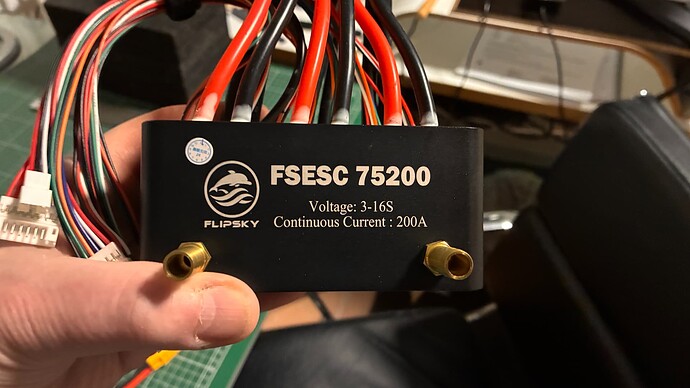 FSESC 75200
FLIPSKY
Voltage: 3-16S
Continuous Current : 200A